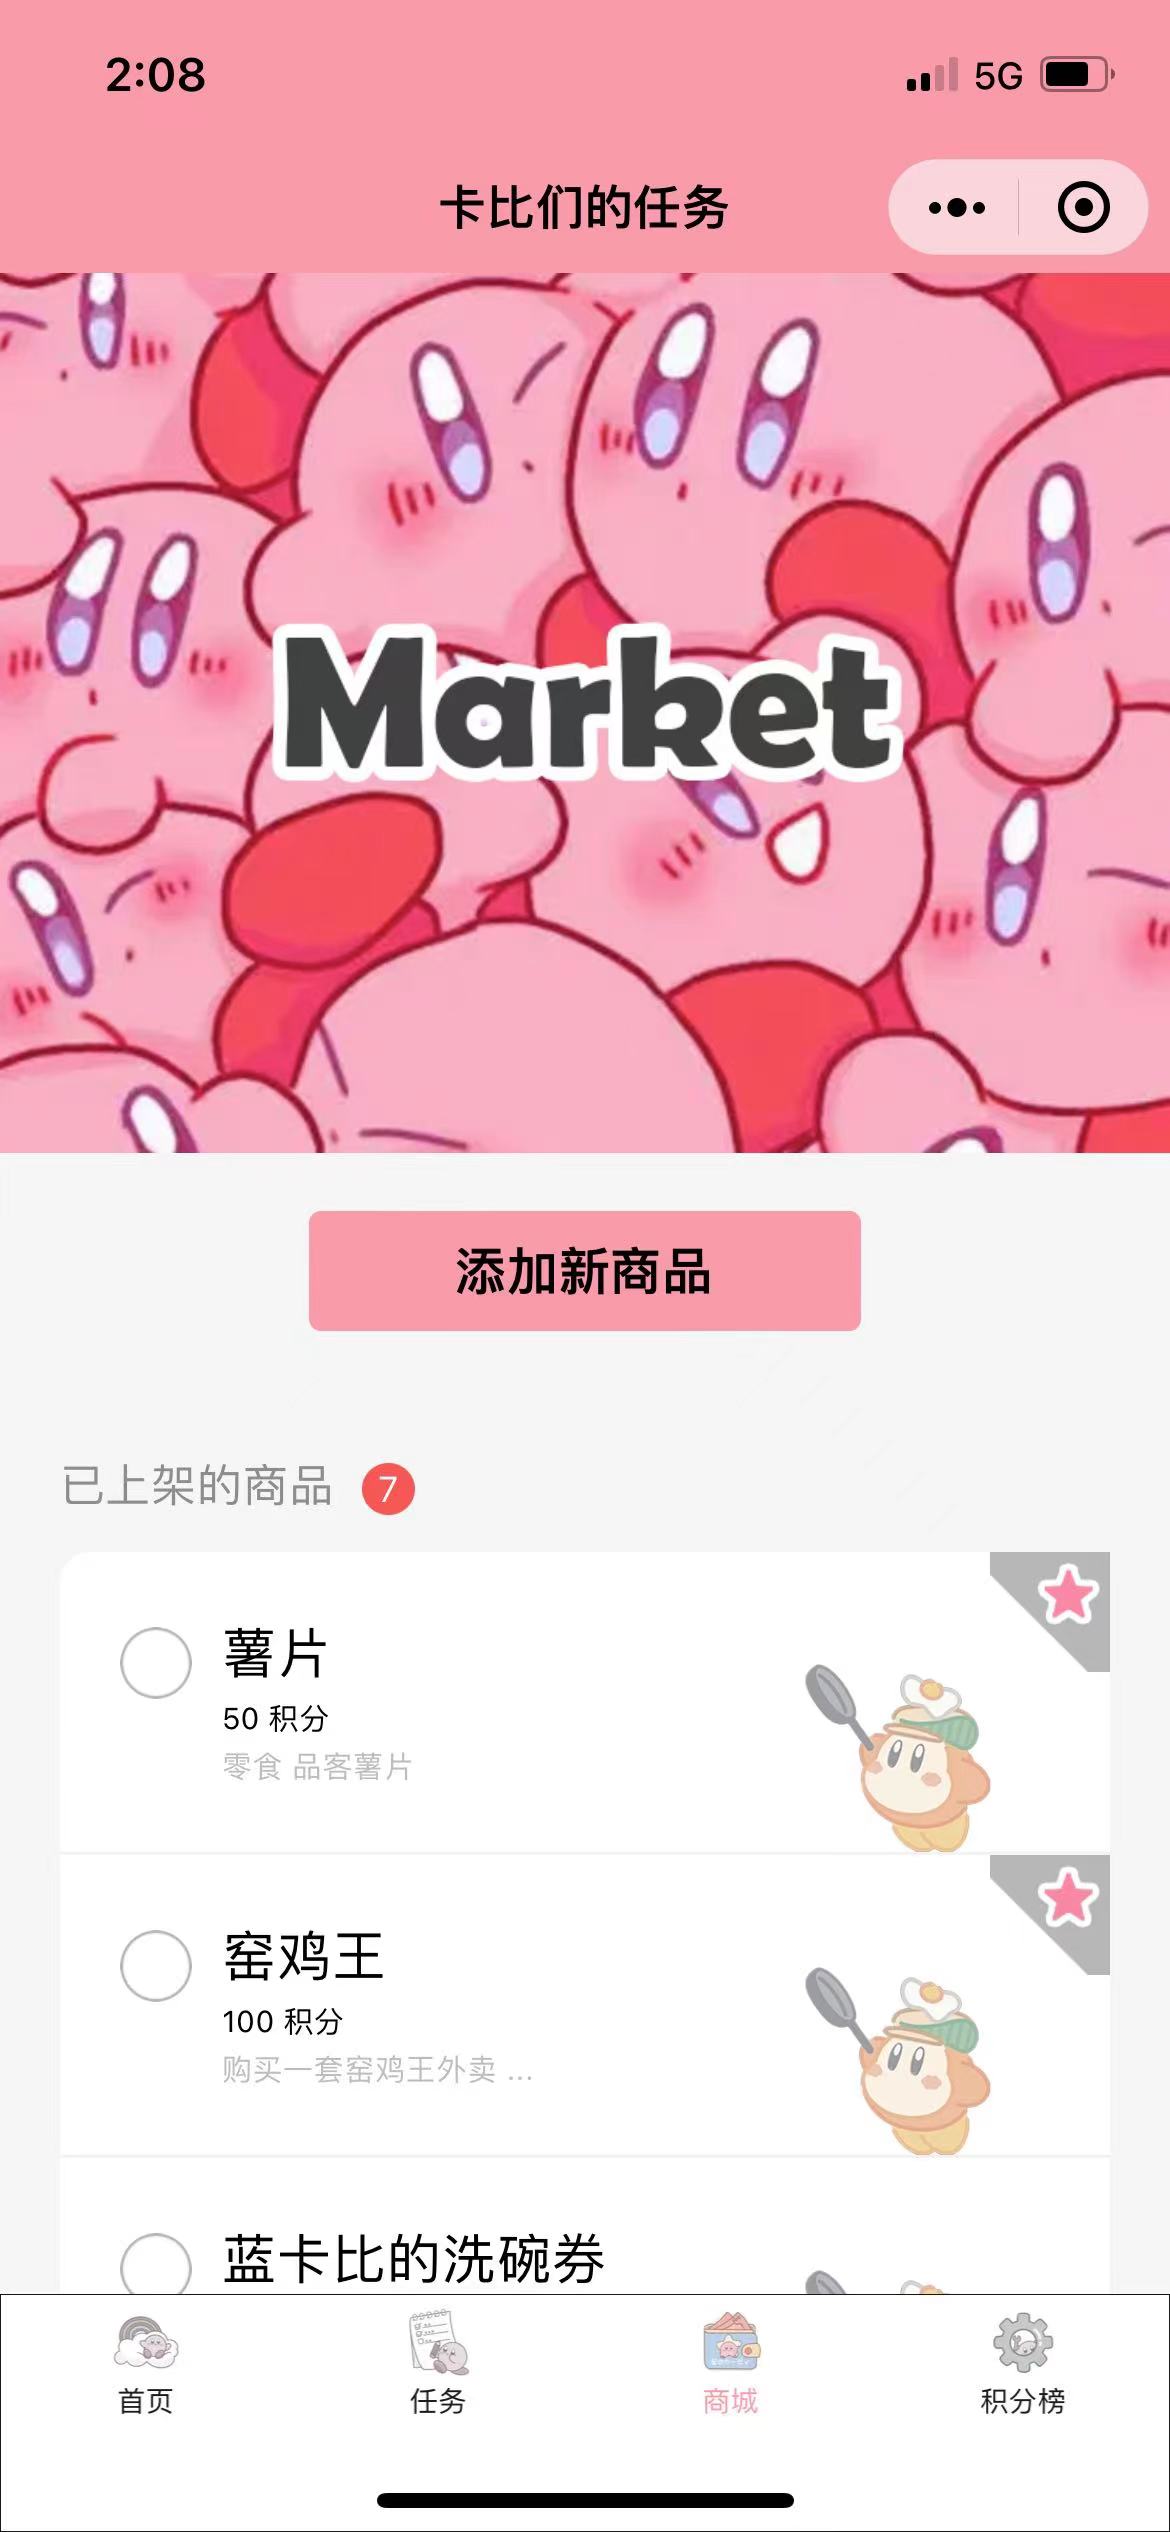 2:08
5G
卡比们的任务
Market
添加新商品
已上架的商品 7
薯片
50 积分
零食 品客薯片
窑鸡王
100 积分
购买一套窑鸡王外卖 ...
蓝卡比的洗碗券
首页
任务
商城
积分榜